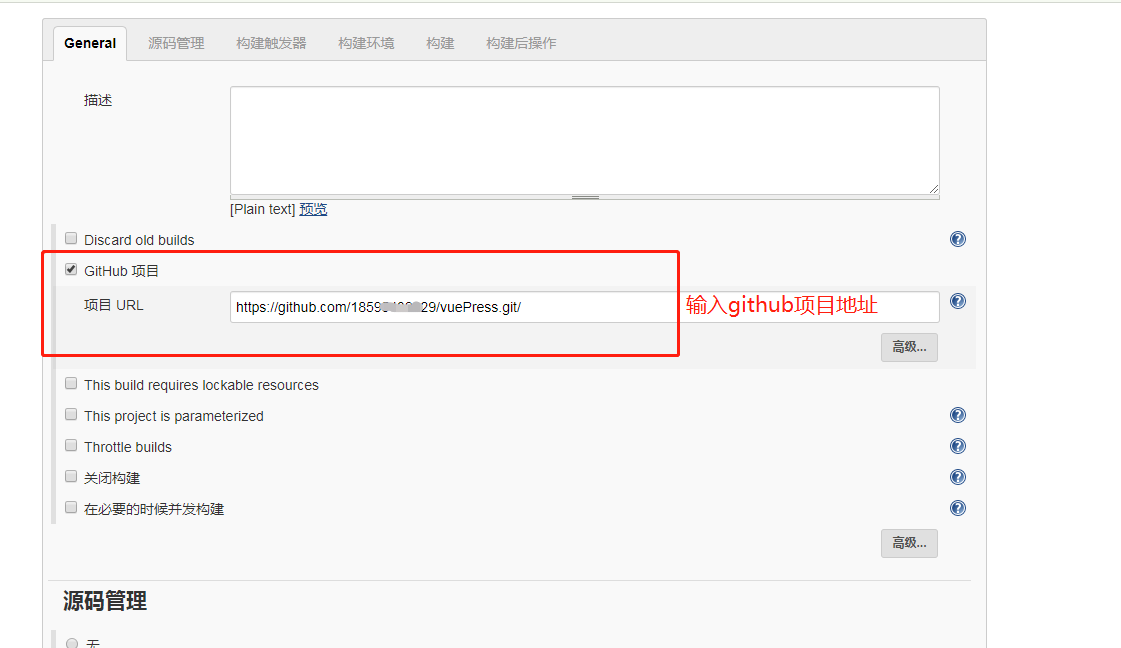 General 源码管理 构建触发器 构建环境 构建 构建后操作
描述
[Plain text] 预览
Discard old builds
GitHub 项目
项目 URL https://github.com/1859 29/vuePress.git/ 输入github项目地址
高级...
This build requires lockable resources
This project is parameterized
Throttle builds
关闭构建
在必要的时候并发构建
高级...
源码管理
无